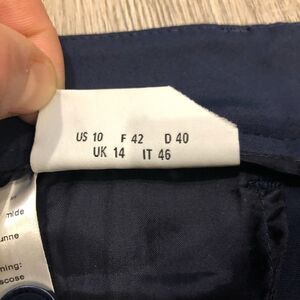 US 10 F 42 D 40
UK 14 IT 46
mide
unne
ming:
scose